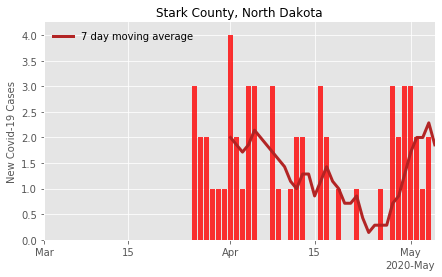 Stark County, North Dakota
7 day moving average
New Covid-19 Cases
4.0
3.5
3.0
2.5
2.0
1.5
1.0
0.5
0.0
Mar 15 Apr 15 May
2020-May